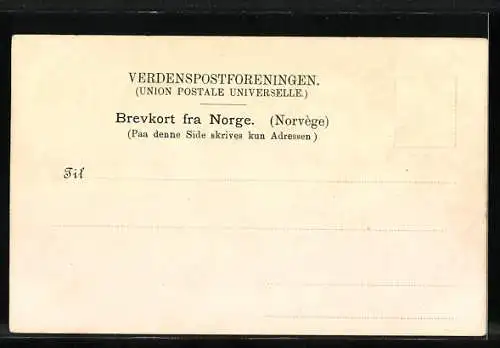 VERDENSPOSTFORENINGEN.
(UNION POSTALE UNIVERSELLE.)
Brevkort fra Norge. (Norvège)
(Paa denne Side skrives kun Adressen)
Til